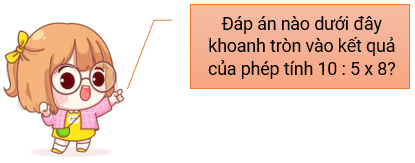 Đáp án nào dưới đây
khoanh tròn vào kết quả
của phép tính 10 : 5 x 8?